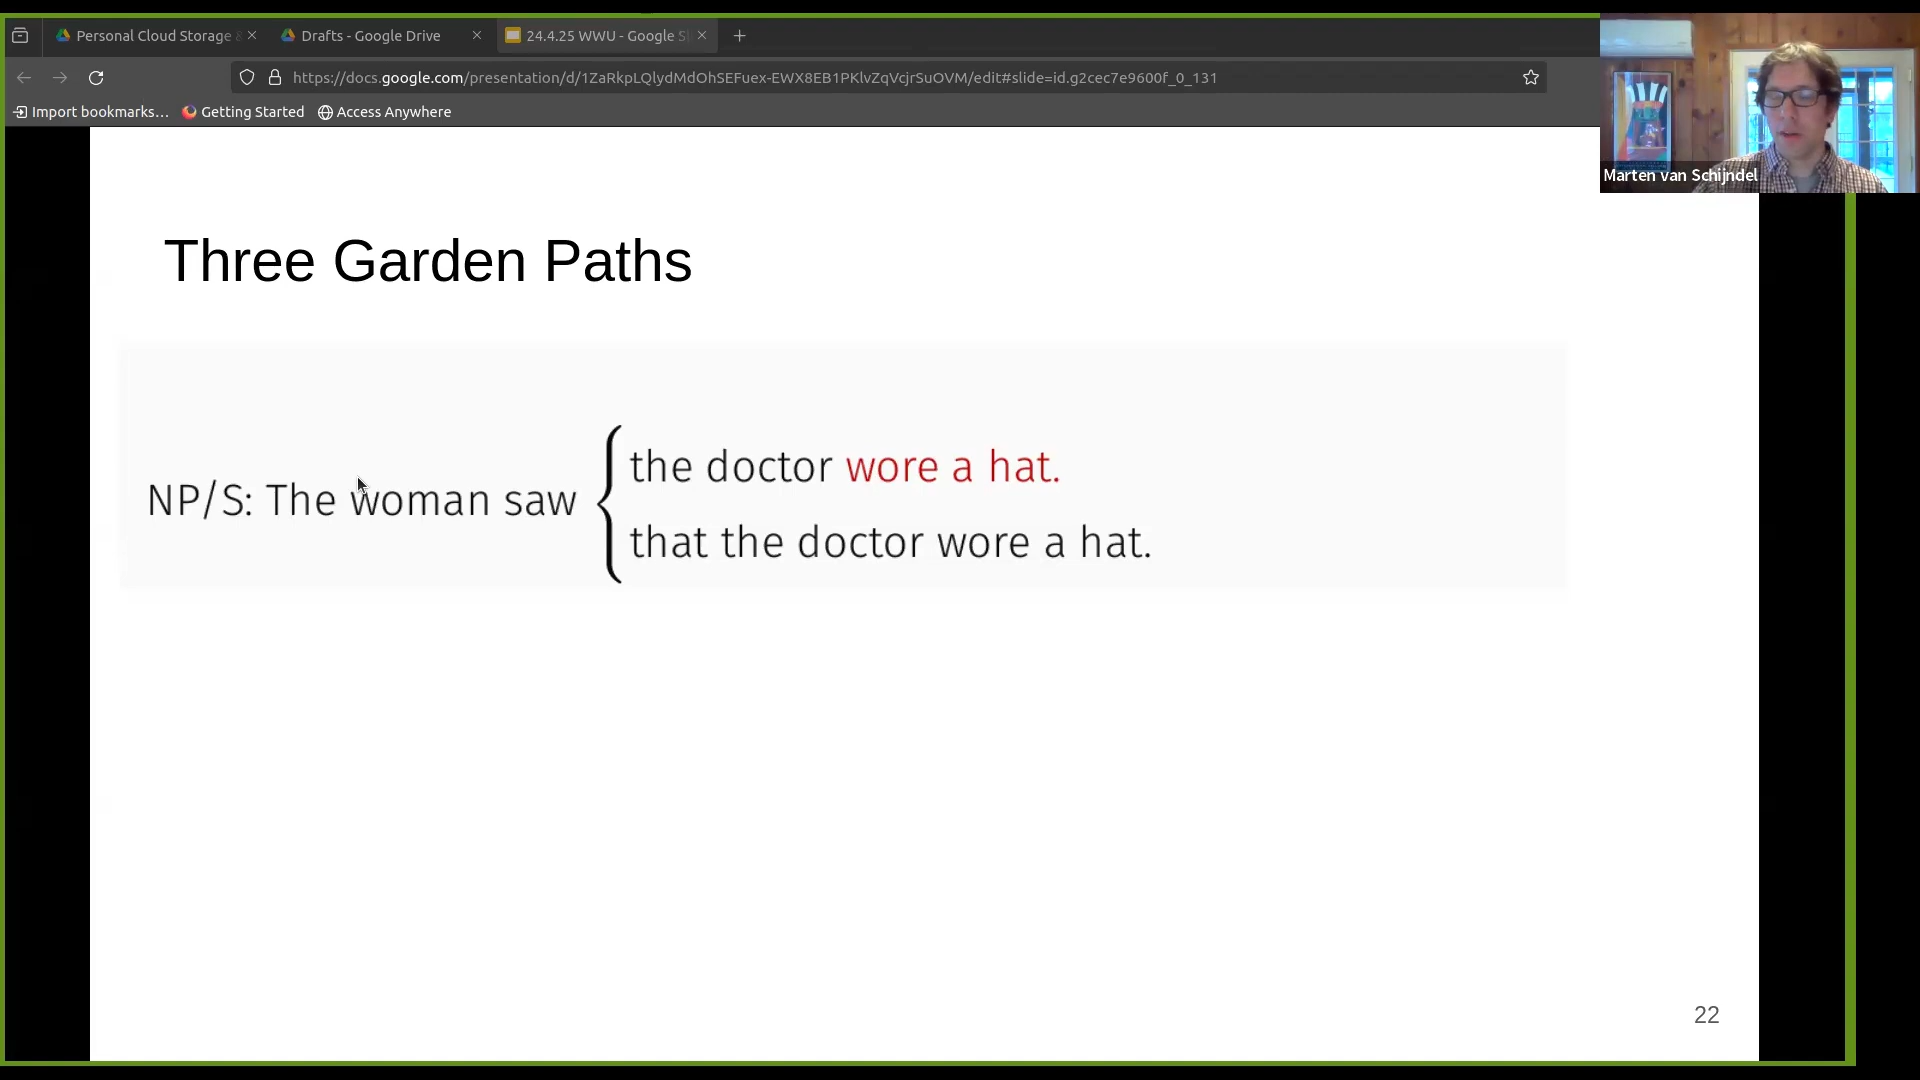 Personal Cloud Storage
Drafts - Google Drive
24.4.25 WWU - Google S
https://docs.google.com/presentation/d/1ZaRkpLQlydMdOhSEFuex-EWX8EB1PKlvZqVcjrSuOVM/edit#slide=id.g2cec7e9600f_0_131
Import bookmarks…
Getting Started
Access Anywhere
Marten van Schijndel
Three Garden Paths
the doctor wore a hat.
NP/S: The woman saw
that the doctor wore a hat.
22